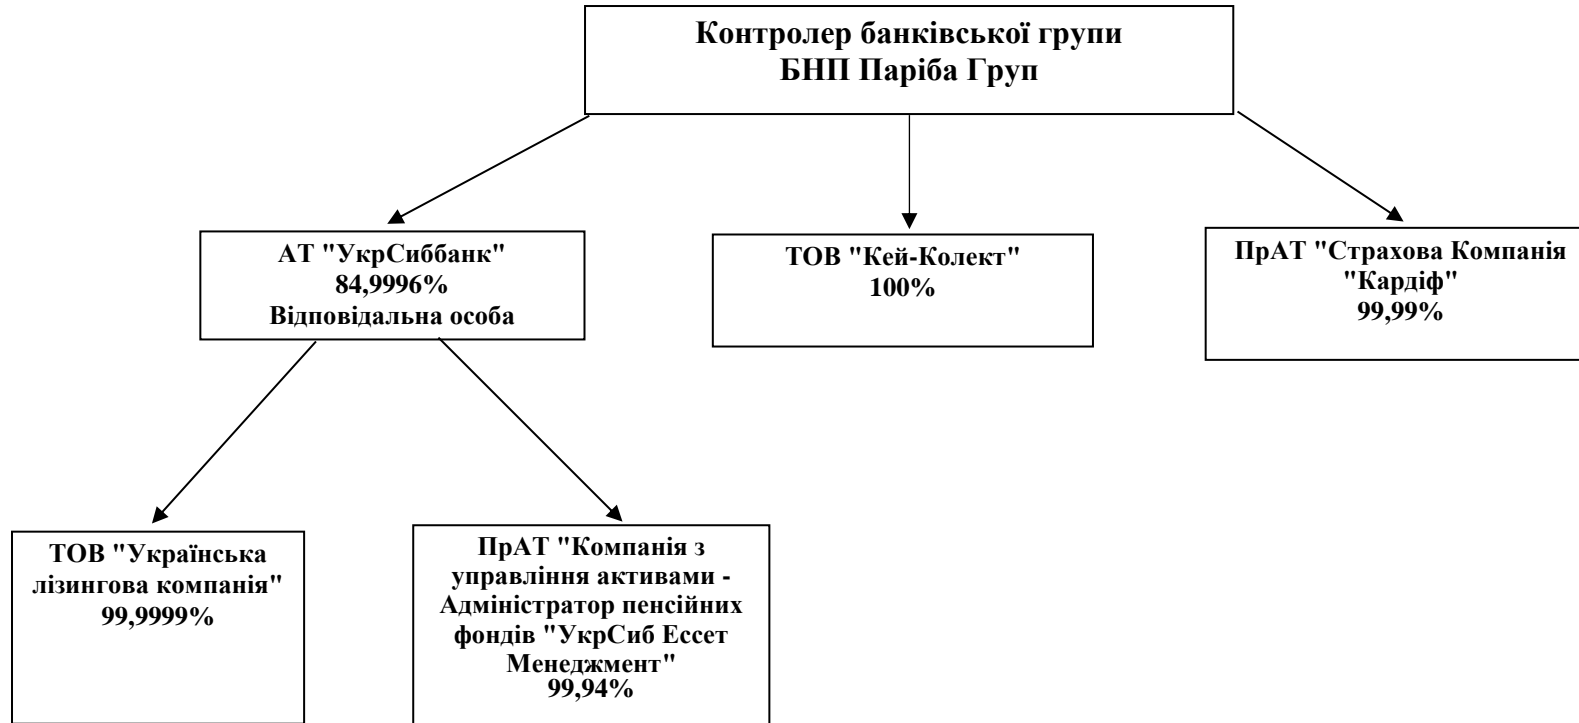 Контролер банківської групи
БНП Паріба Груп
АТ "УкрСиббанк"
84,9996%
Відповідальна особа
ТОВ "Кей-Колект"
100%
ПрАТ "Страхова Компанія
"Кардіф"
99,99%
ТОВ "Українська
лізингова компанія"
99,9999%
ПрАТ "Компанія з
управління активами -
Адміністратор пенсійних
фондів "УкрСиб Ессет
Менеджмент"
99,94%